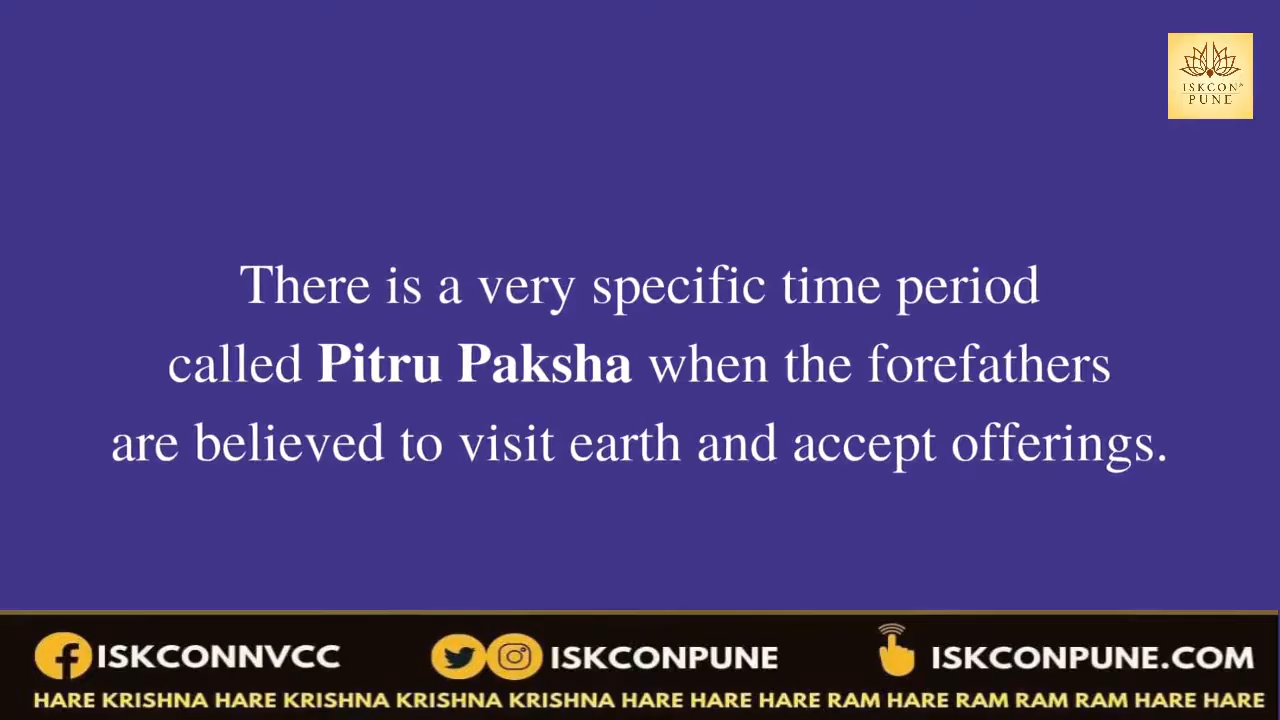 ISKCON®
PUNE
There is a very specific time period
called Pitru Paksha when the forefathers
are believed to visit earth and accept offerings.
ISKCONNVCC ISKCONPUNE ISKCONPUNE.COM
HARE KRISHNA HARE KRISHNA KRISHNA KRISHNA HARE HARE HARE RAM HARE RAM RAM RAM HARE HARE